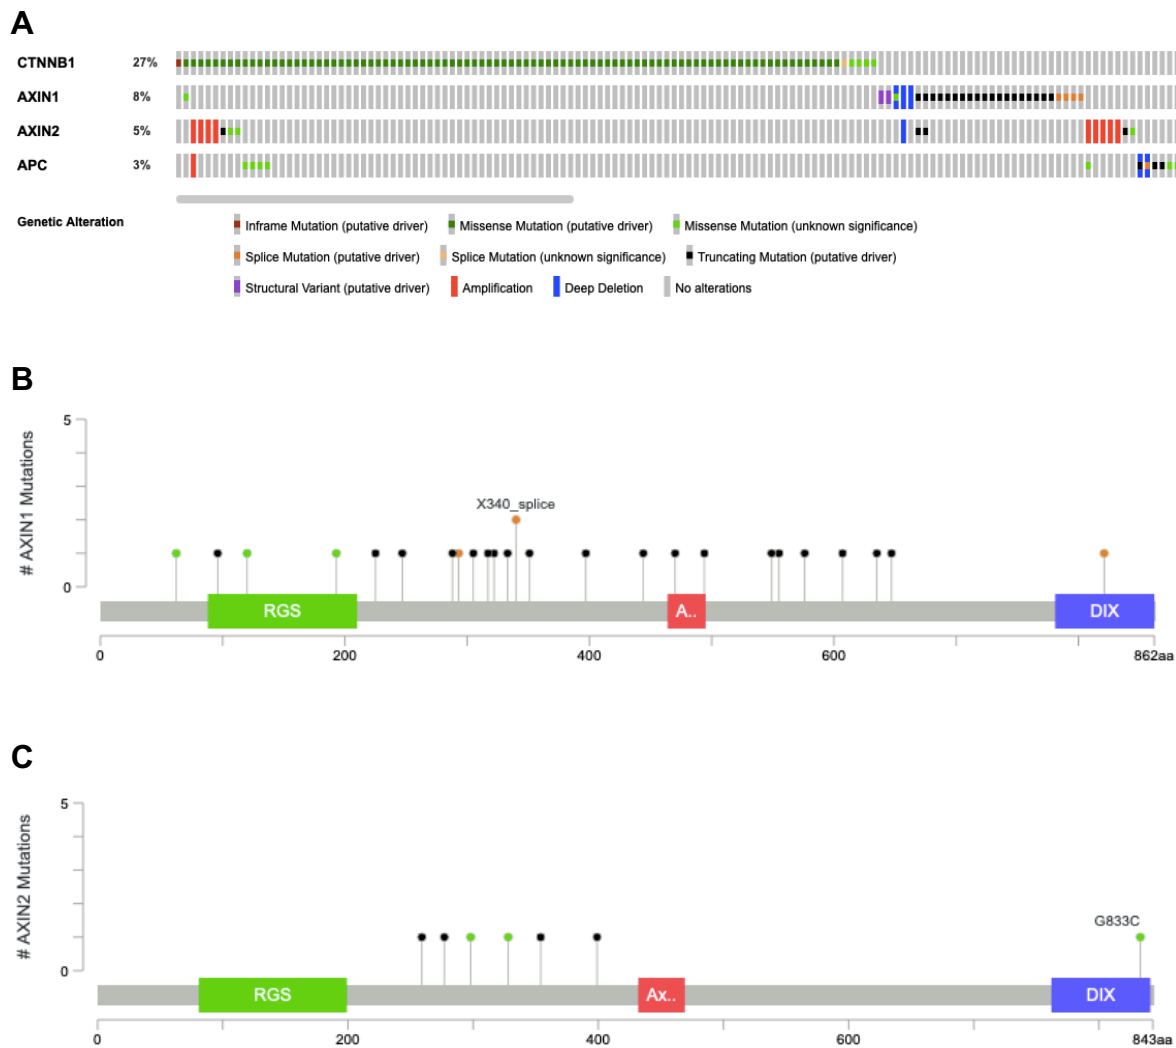 A
CTNNB1 27%
AXIN1 8%
AXIN2 5%
APC 3%
Genetic Alteration
Inframe Mutation (putative driver) Missense Mutation (putative driver) Missense Mutation (unknown significance)
Splice Mutation (putative driver) Splice Mutation (unknown significance) Truncating Mutation (putative driver)
Structural Variant (putative driver) Amplification Deep Deletion No alterations
B
# AXIN1 Mutations
5
0
X340_splice
RGS A.. DIX
0 200 400 600 862aa
C
# AXIN2 Mutations
5
0
G833C
RGS Ax.. DIX
0 200 400 600 843aa